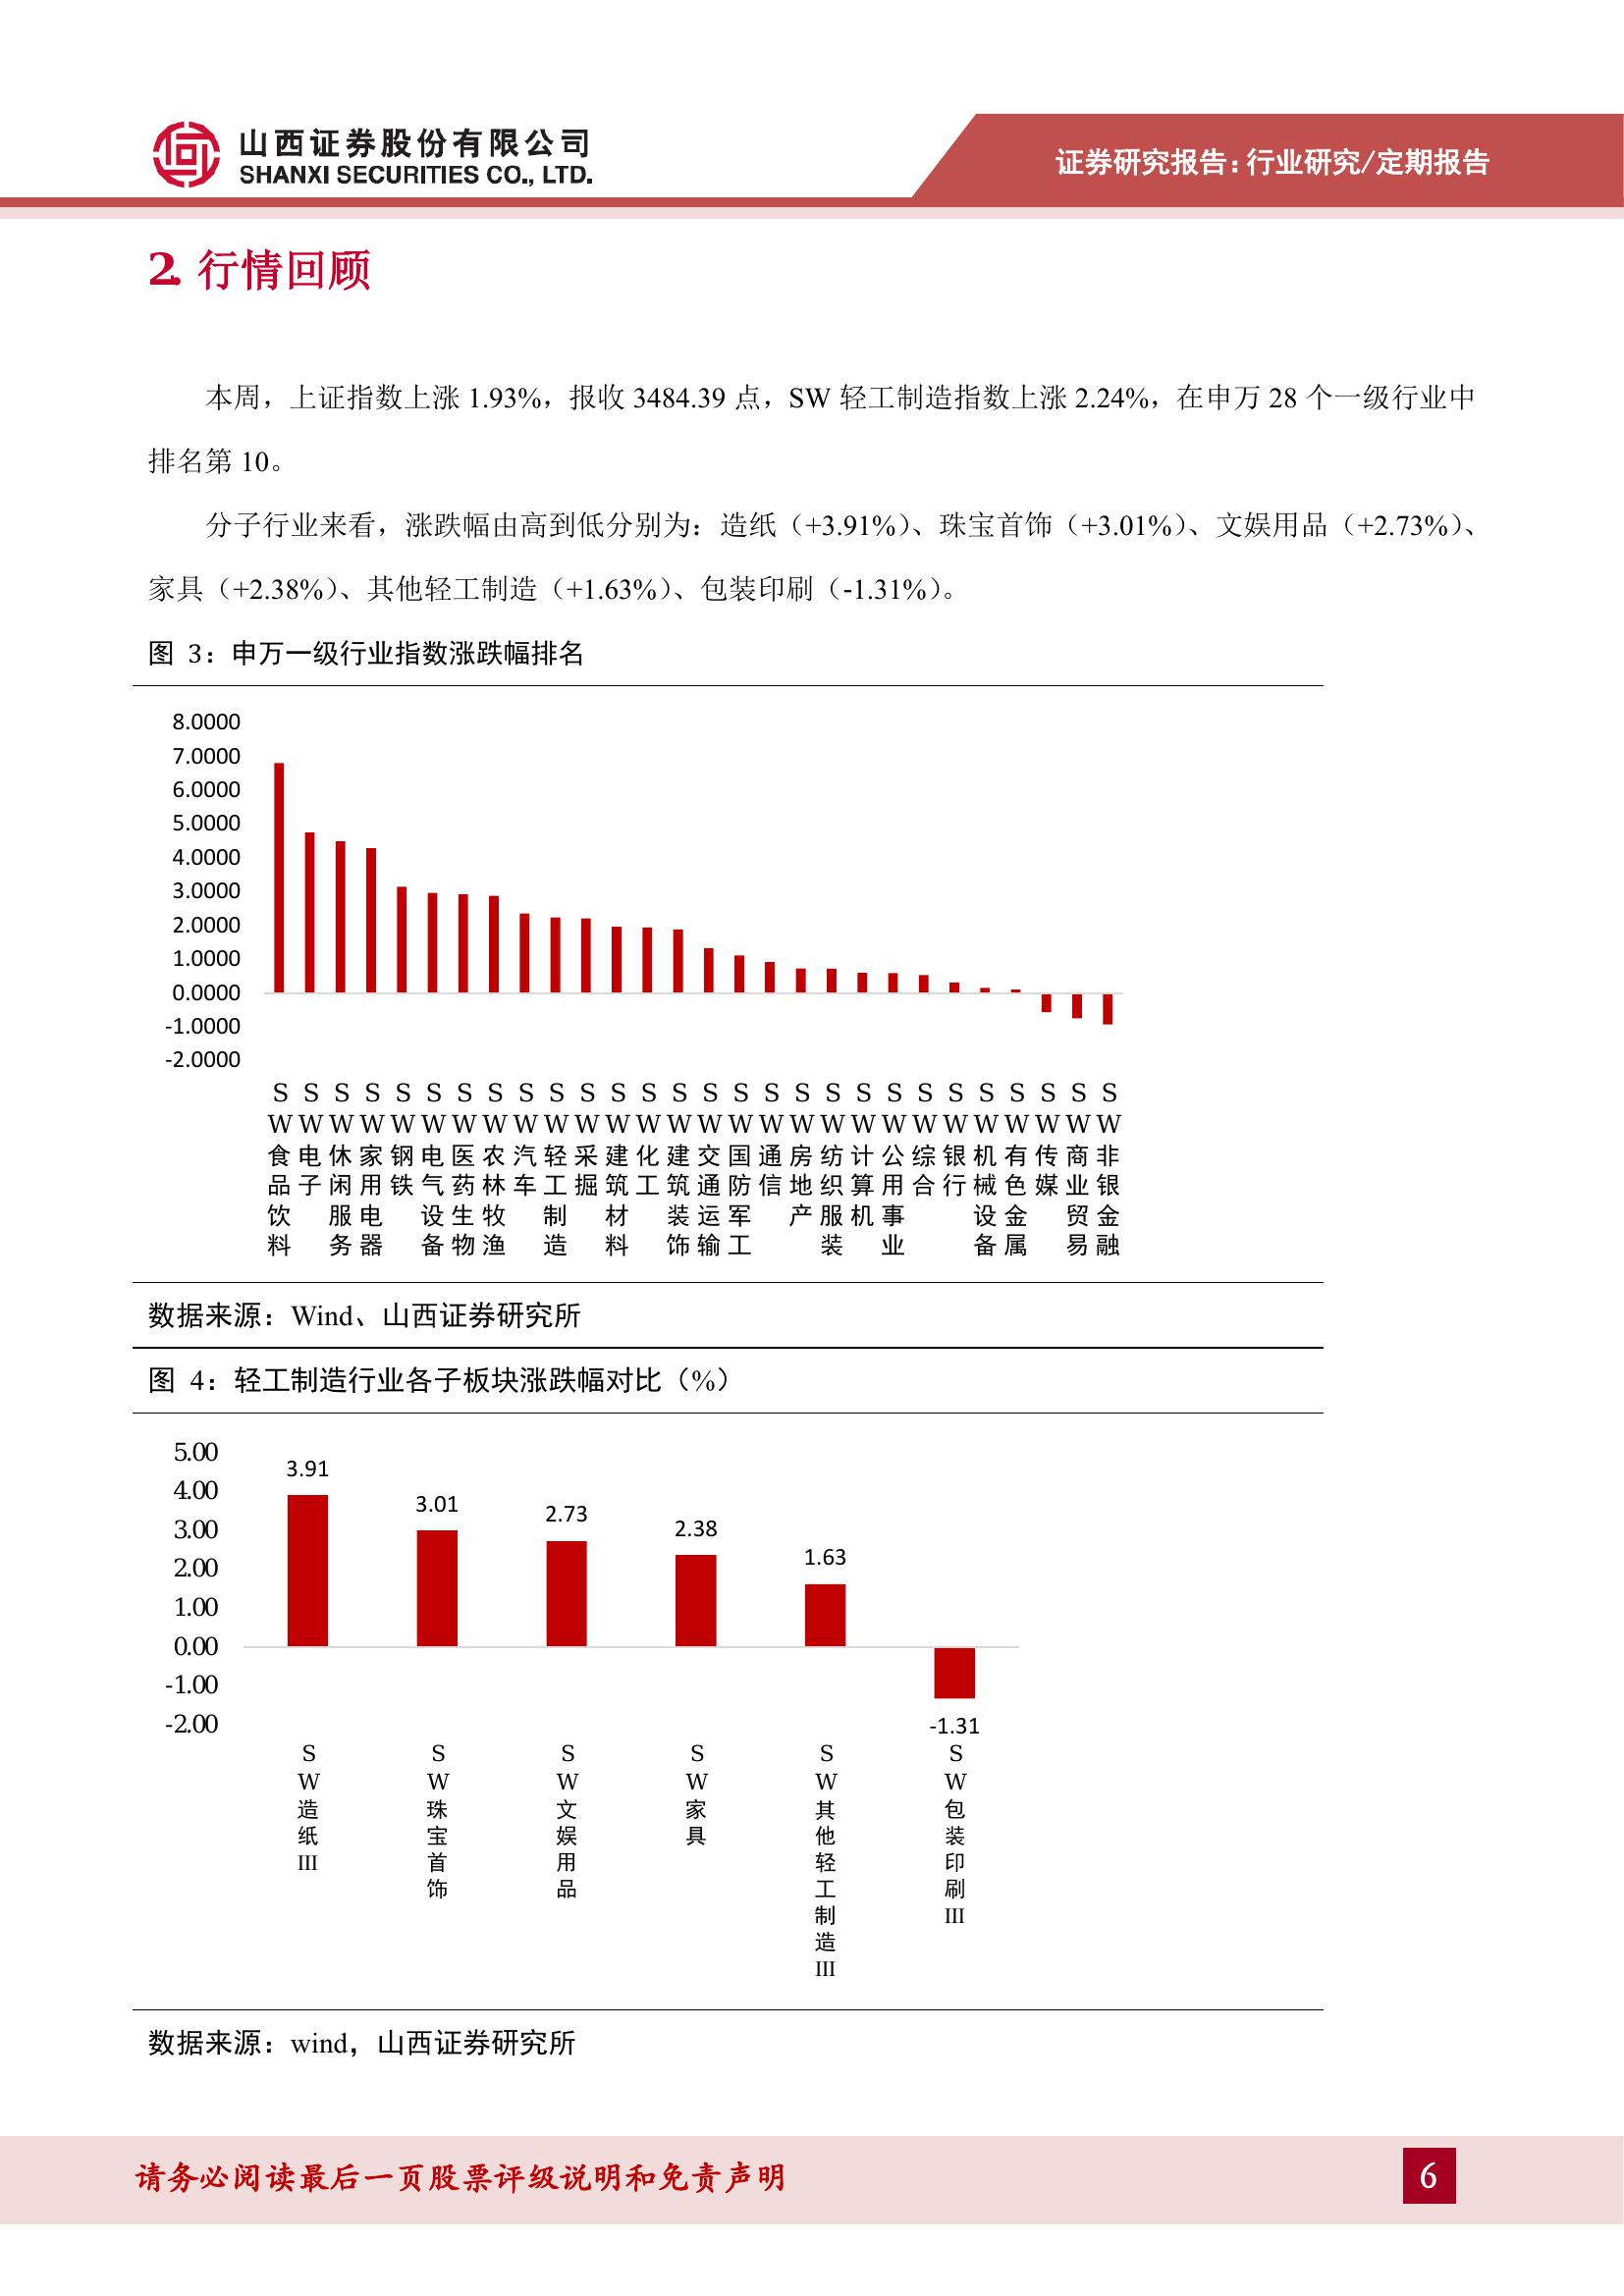 山西证券股份有限公司
SHANXI SECURITIES CO., LTD.
证券研究报告：行业研究/定期报告
2. 行情回顾
本周，上证指数上涨 1.93%，报收 3484.39 点，SW 轻工制造指数上涨 2.24%，在申万 28 个一级行业中
排名第 10。
分子行业来看，涨跌幅由高到低分别为：造纸（+3.91%）、珠宝首饰（+3.01%）、文娱用品（+2.73%）、
家具（+2.38%）、其他轻工制造（+1.63%）、包装印刷（-1.31%）。
图 3：申万一级行业指数涨跌幅排名
8.0000
7.0000
6.0000
5.0000
4.0000
3.0000
2.0000
1.0000
0.0000
-1.0000
-2.0000
SW食品饮料
SW电子
SW休闲服务
SW家用电器
SW钢铁
SW电气设备
SW医药生物
SW农林牧渔
SW汽车
SW轻工制造
SW采掘
SW建筑材料
SW化工
SW建筑装饰
SW交通运输
SW国防军工
SW通信
SW房地产
SW纺织服装
SW计算机
SW公用事业
SW综合
SW银行
SW机械设备
SW有色金属
SW传媒
SW商业贸易
SW非银金融
数据来源：Wind、山西证券研究所
图 4：轻工制造行业各子板块涨跌幅对比（%）
5.00
4.00
3.00
2.00
1.00
0.00
-1.00
-2.00
3.91
3.01
2.73
2.38
1.63
-1.31
SW造纸III
SW珠宝首饰
SW文娱用品
SW家具
SW其他轻工制造III
SW包装印刷III
数据来源：wind，山西证券研究所
请务必阅读最后一页股票评级说明和免责声明
6